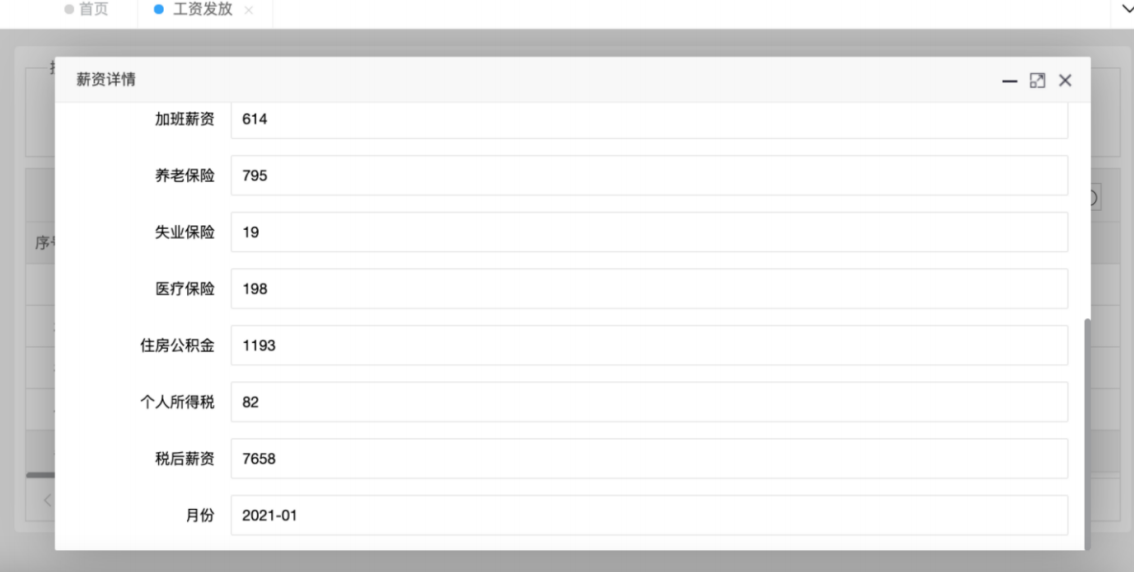 首页
工资发放
薪资详情
加班薪资 614
养老保险 795
失业保险 19
医疗保险 198
住房公积金 1193
个人所得税 82
税后薪资 7658
月份 2021-01
序